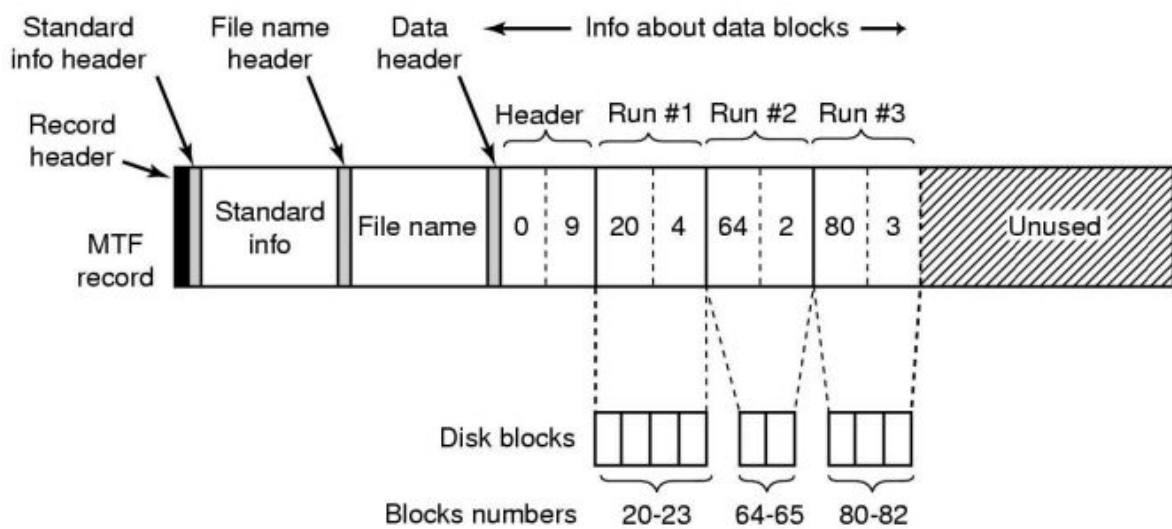 Standard
info header
File name
header
Data
header
Info about data blocks
Record
header
Header
Run #1
Run #2
Run #3
MTF
record
Standard
info
File name
0 9 20 4 64 2 80 3
Unused
Disk blocks
Blocks numbers 20-23 64-65 80-82